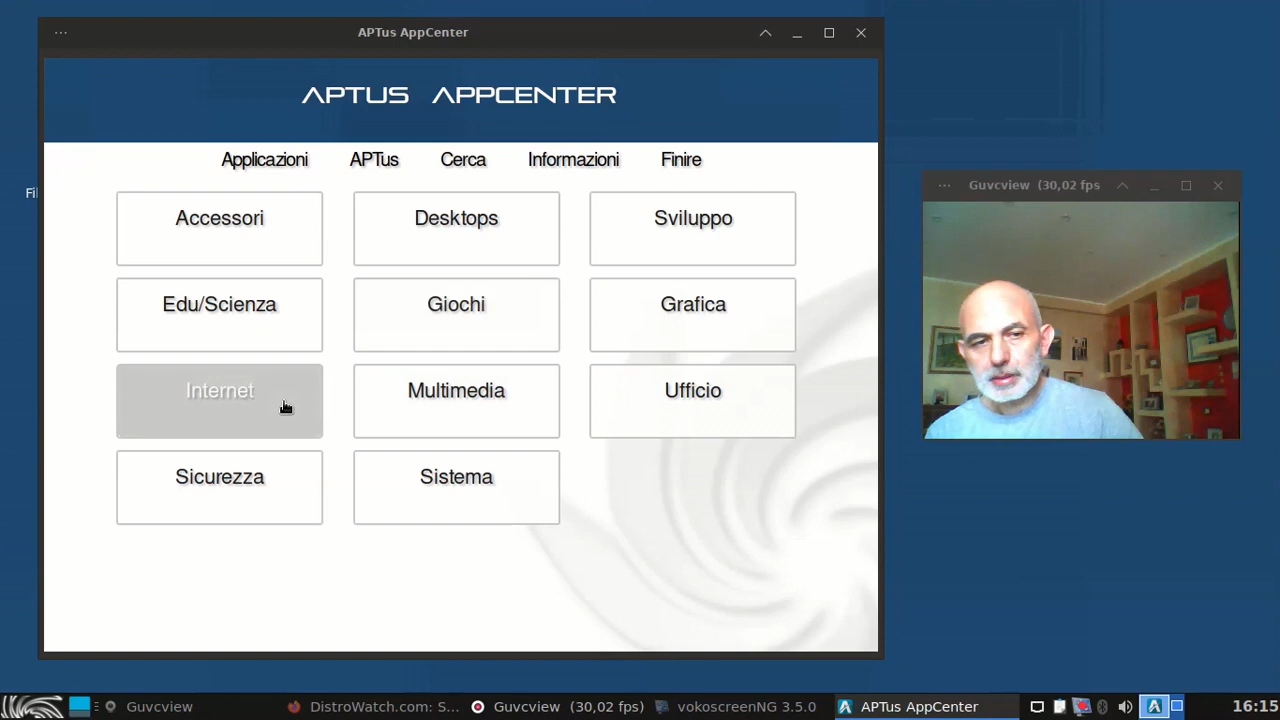 APTus AppCenter
APTUS APPCENTER
Applicazioni APTus Cerca Informazioni Finire
Accessori Desktops Sviluppo
Edu/Scienza Giochi Grafica
Internet Multimedia Ufficio
Sicurezza Sistema
Fil
Guvcview (30,02 fps
Guvcview DistroWatch.com: S... Guvcview (30,02 fps) vokoscreenNG 3.5.0 APTus AppCenter 16:15